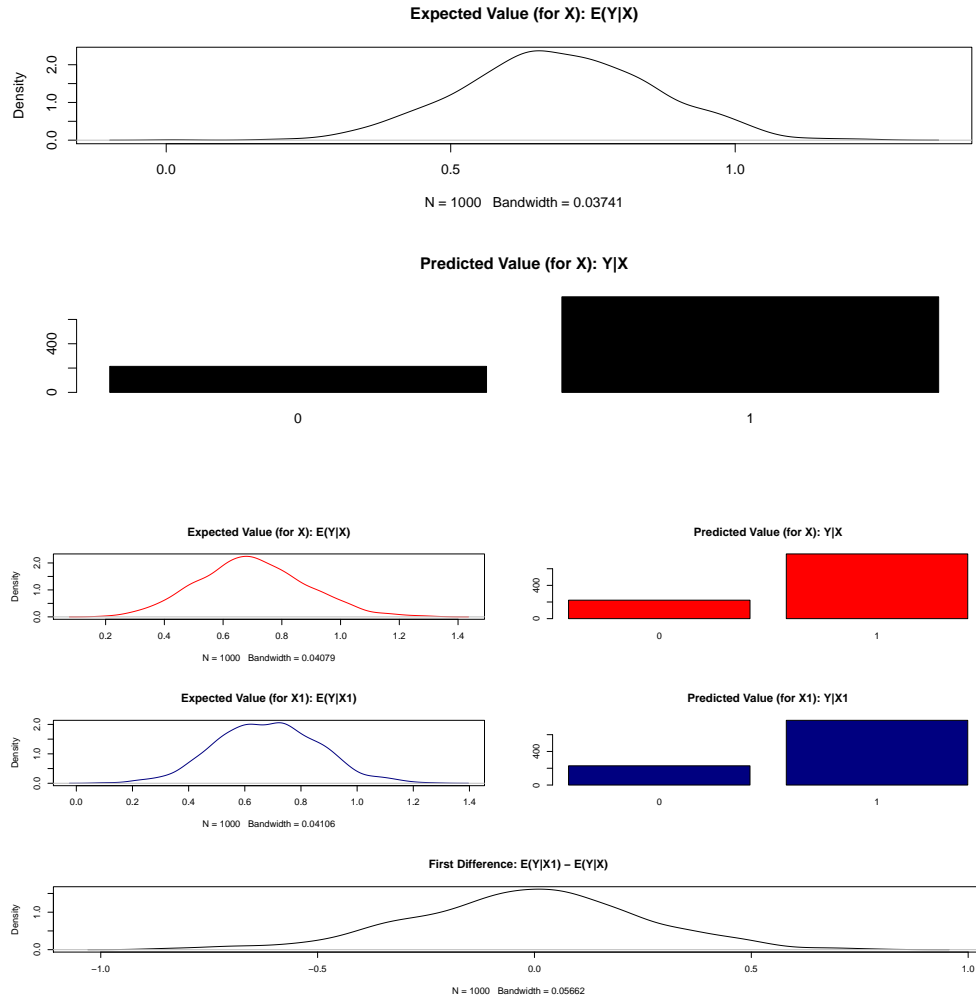 Expected Value (for X): E(Y|X)
Density
0.0 1.0 2.0
0.0 0.5 1.0
N = 1000 Bandwidth = 0.03741
Predicted Value (for X): Y|X
0 400
0 1
Expected Value (for X): E(Y|X)
Density
0.0 1.0 2.0
0.2 0.4 0.6 0.8 1.0 1.2 1.4
N = 1000 Bandwidth = 0.04079
Predicted Value (for X): Y|X
0 400
0 1
Expected Value (for X1): E(Y|X1)
Density
0.0 1.0 2.0
0.0 0.2 0.4 0.6 0.8 1.0 1.2 1.4
N = 1000 Bandwidth = 0.04106
Predicted Value (for X1): Y|X1
0 400
0 1
First Difference: E(Y|X1) − E(Y|X)
Density
0.0 1.0
−1.0 −0.5 0.0 0.5 1.0
N = 1000 Bandwidth = 0.05662